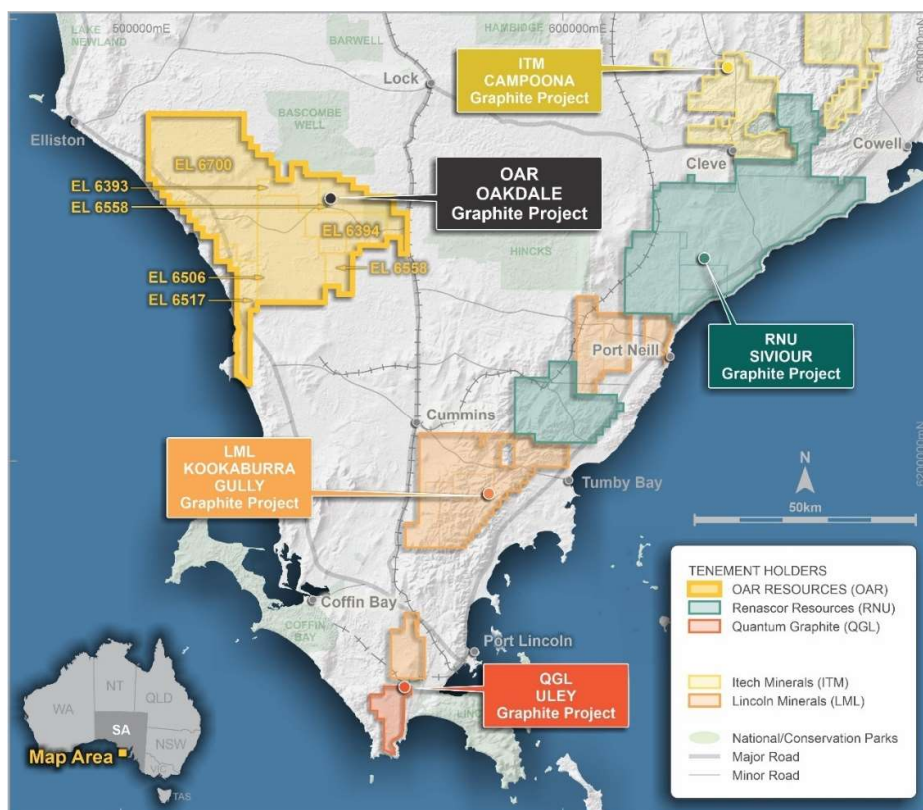 LAKE
NEWLAND
500000mE
BARWELL
HAMBIDGE
600000mE
Lock
ITM
CAMPOONA
Graphite Project
Elliston
BASCOMBE
WELL
Cleve
Cowell
EL 6700
EL 6393
EL 6558
OAR
OAKDALE
Graphite Project
EL 6394
HINCKS
EL 6506
EL 6558
EL 6517
RNU
SIVIOUR
Graphite Project
Port Neill
Cummins
LML
KOOKABURRA
GULLY
Graphite Project
6200000mN
Tumby Bay
N
50km
TENEMENT HOLDERS
OAR RESOURCES (OAR)
Renascor Resources (RNU)
Quantum Graphite (QGL)
Itech Minerals (ITM)
Lincoln Minerals (LML)
National/Conservation Parks
Major Road
Minor Road
Coffin Bay
COFFIN
BAY
Port Lincoln
QGL
ULEY
Graphite Project
NT
QLD
WA
SA
NSW
VIC
TAS
Map Area